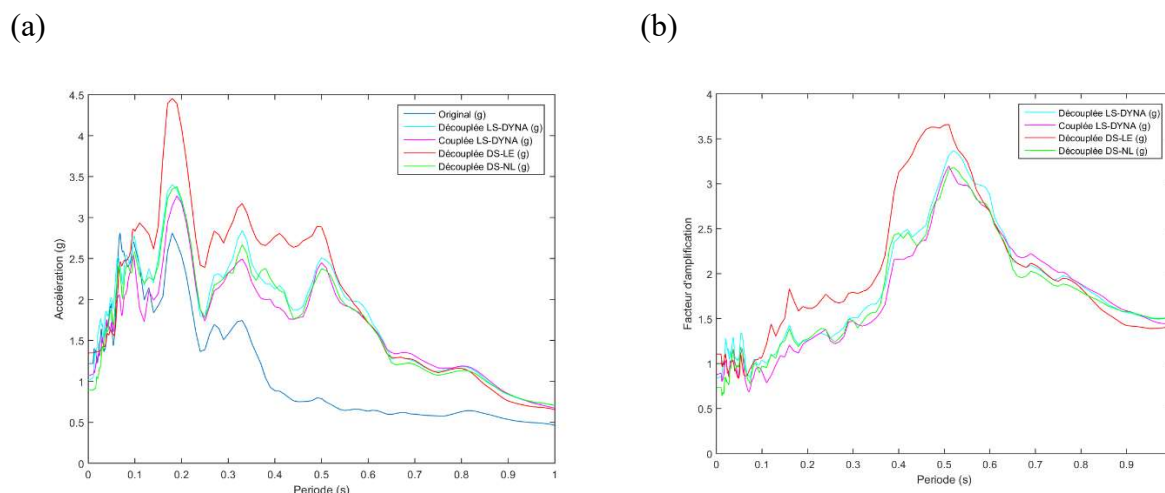 (a)
(b)
Accéleration (g)
4.5
4
3.5
3
2.5
2
1.5
1
0.5
0
0 0.1 0.2 0.3 0.4 0.5 0.6 0.7 0.8 0.9 1
Periode (s)
Original (g)
Découplée LS-DYNA (g)
Couplée LS-DYNA (g)
Découplée DS-LE (g)
Découplée DS-NL (g)
Facteur d'amplification
4
3.5
3
2.5
2
1.5
1
0.5
0
0 0.1 0.2 0.3 0.4 0.5 0.6 0.7 0.8 0.9
Periode (s)
Découplée LS-DYNA (g)
Couplée LS-DYNA (g)
Découplée DS-LE (g)
Découplée DS-NL (g)